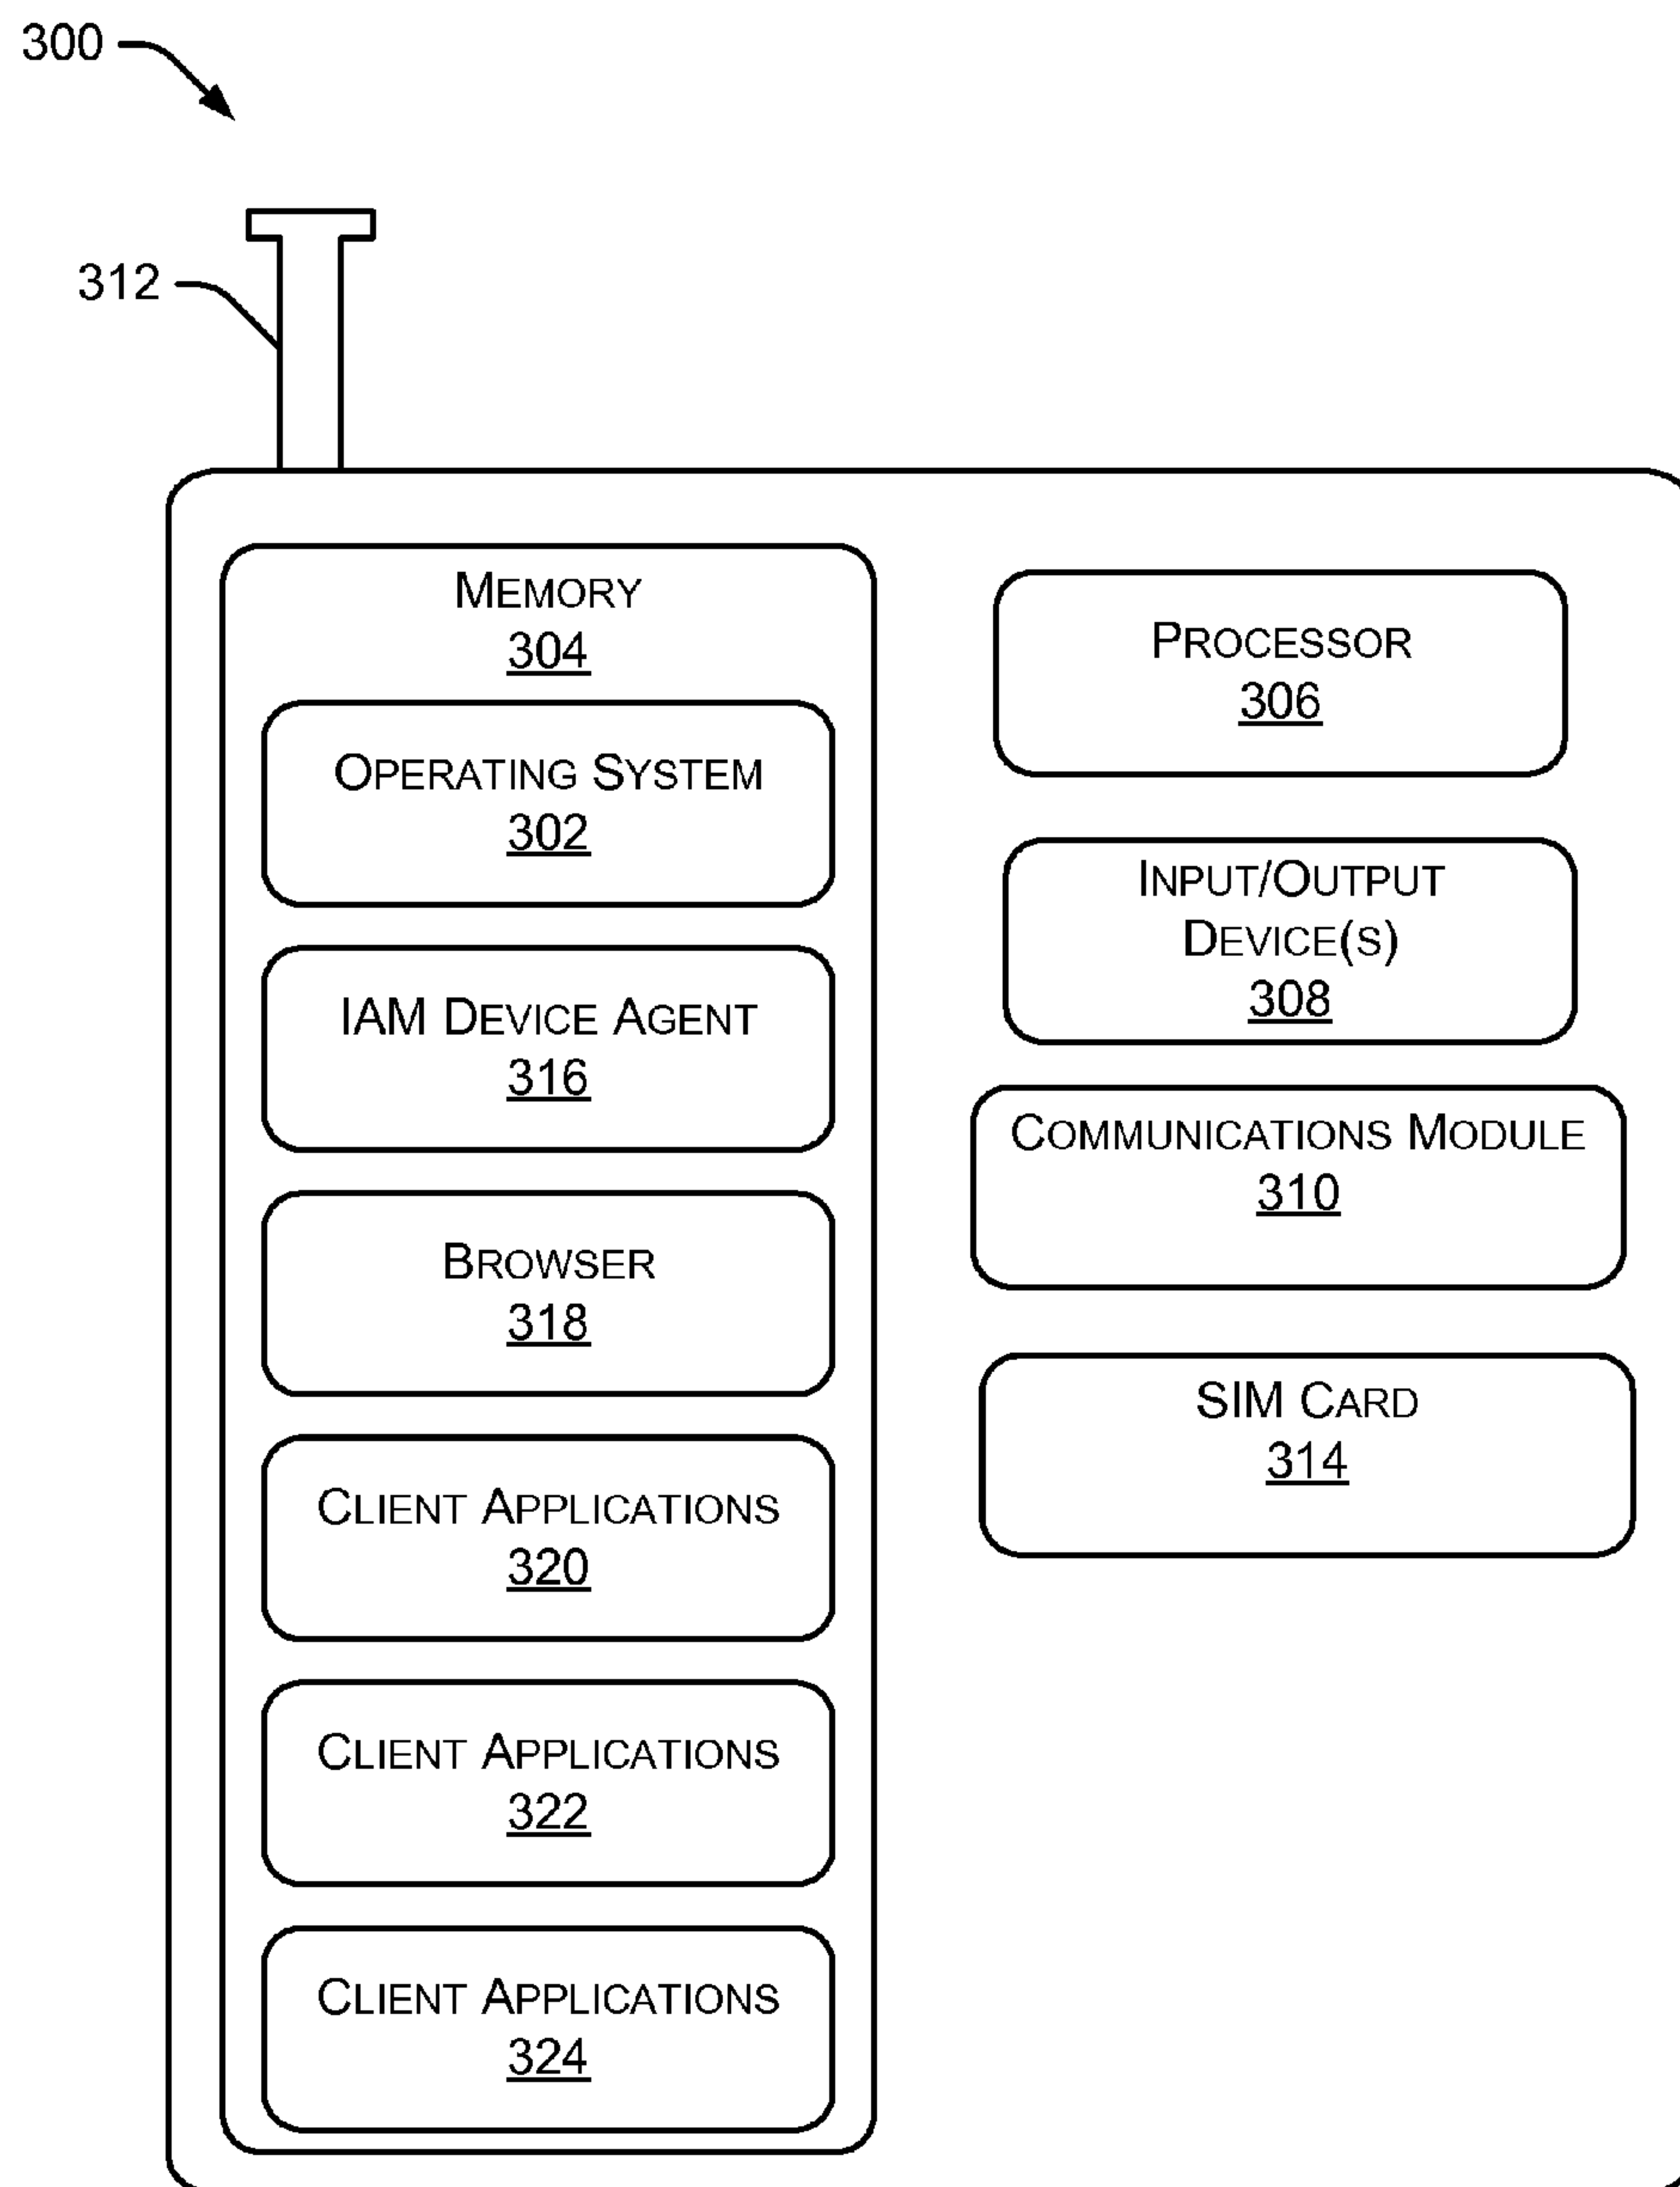 300
312
MEMORY
304
OPERATING SYSTEM
302
IAM DEVICE AGENT
316
BROWSER
318
CLIENT APPLICATIONS
320
CLIENT APPLICATIONS
322
CLIENT APPLICATIONS
324
PROCESSOR
306
INPUT/OUTPUT
DEVICE(S)
308
COMMUNICATIONS MODULE
310
SIM CARD
314